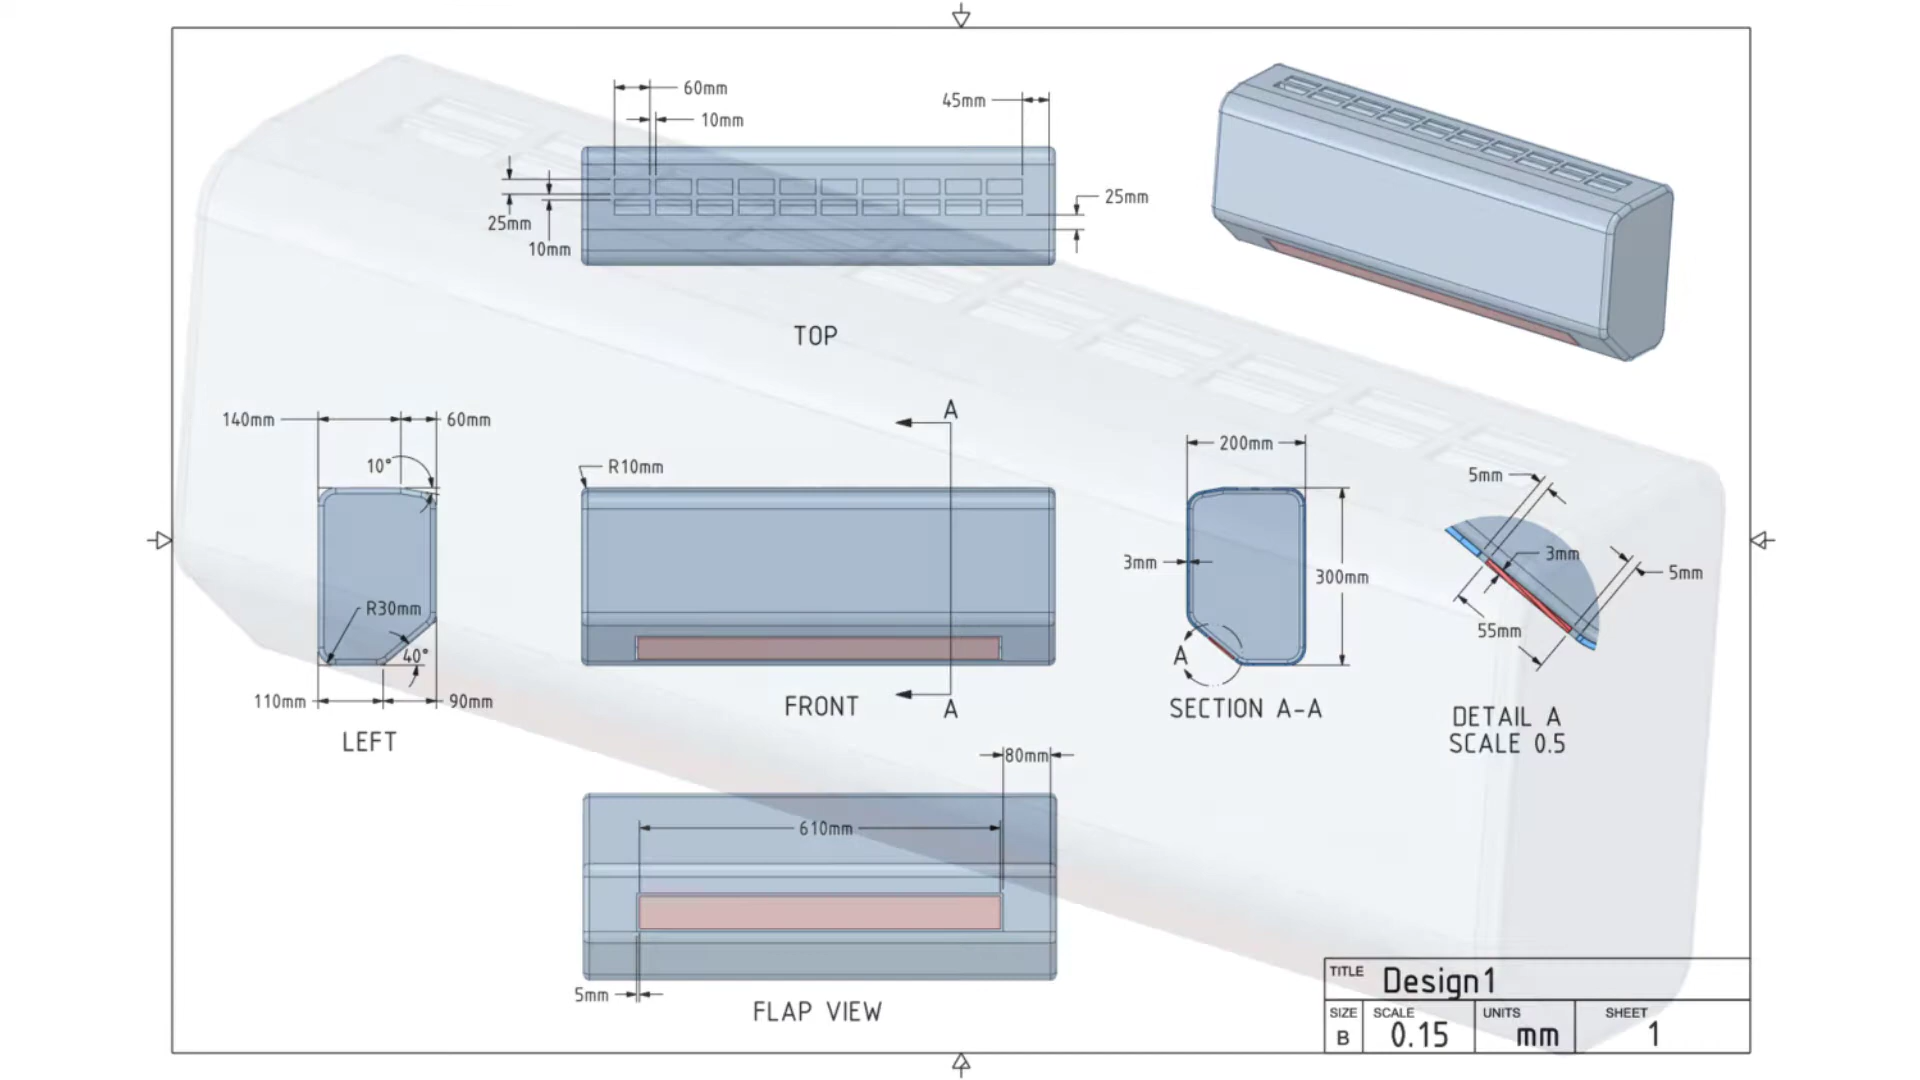 60mm
45mm
10mm
25mm
25mm
10mm
TOP
140mm
60mm
10°
R30mm
40°
110mm
90mm
LEFT
R10mm
A
A
FRONT
200mm
3mm
300mm
A
SECTION A-A
5mm
3mm
5mm
55mm
DETAIL A
SCALE 0.5
80mm
610mm
5mm
FLAP VIEW
TITLE Design1
SIZE SCALE UNITS SHEET
B 0.15 mm 1